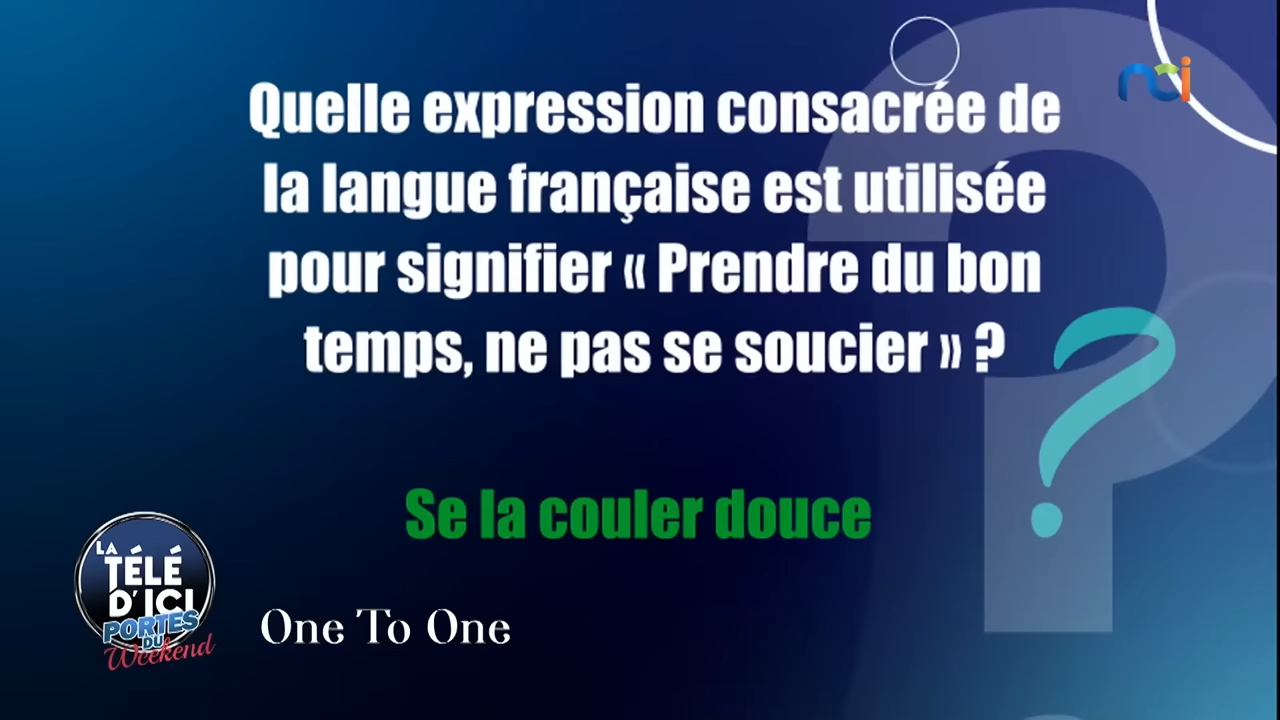 nci
Quelle expression consacrée de
la langue française est utilisée
pour signifier « Prendre du bon
temps, ne pas se soucier » ?
Se la couler douce
LA
TÉLÉ
D'ICI
PORTES
DU
Weekend
One To One